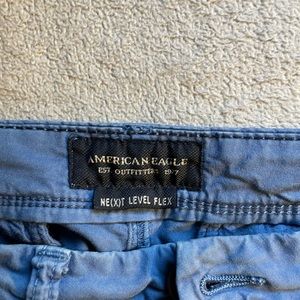 AMERICAN EAGLE
EST OUTFITTERS 1977
NE(X)T LEVEL FLEX